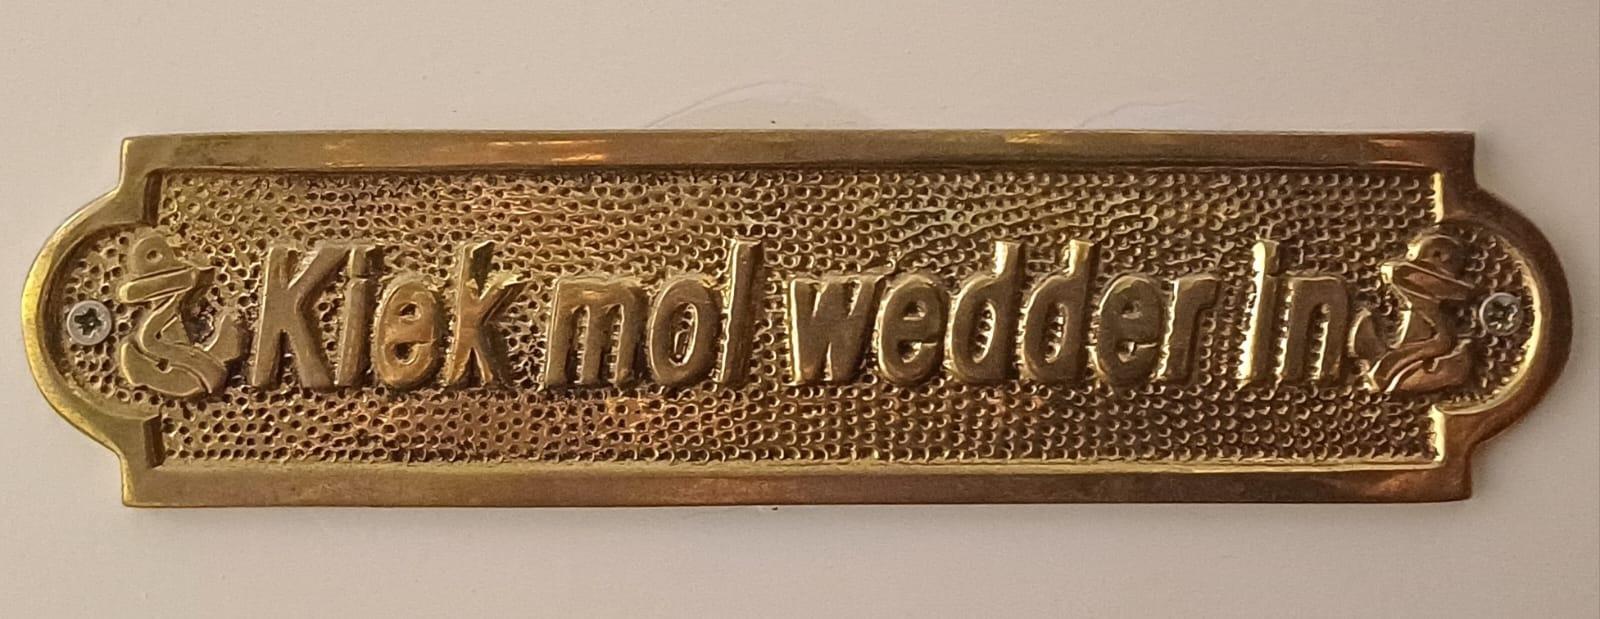 Kiek mol wedder in